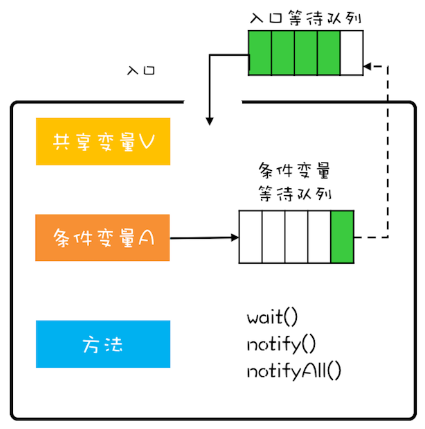 入口等待队列
入口
共享变量V
条件变量
等待队列
条件变量A
方法
wait()
notify()
notifyAll()